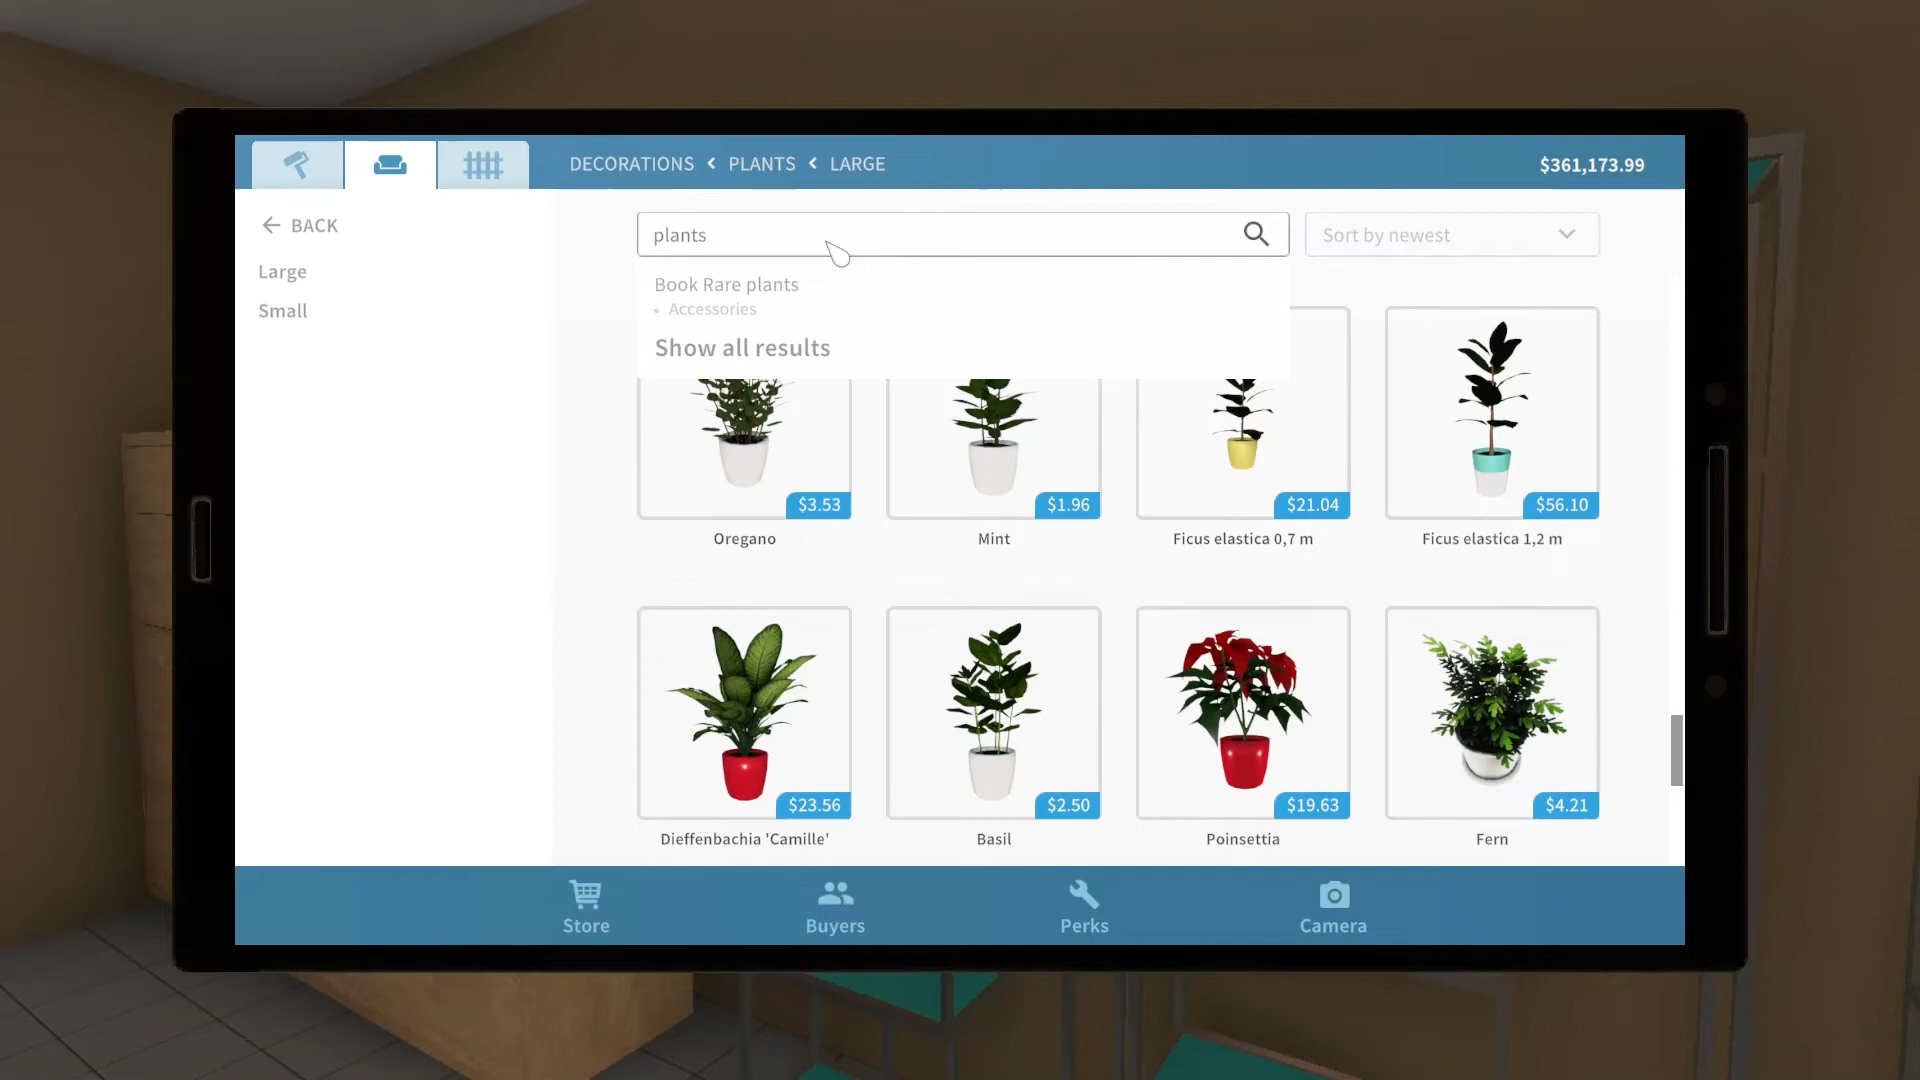 DECORATIONS < PLANTS < LARGE
$361,173.99
BACK
Large
Small
plants
Sort by newest
Book Rare plants
• Accessories
Show all results
$3.53
$1.96
$21.04
$56.10
Oregano
Mint
Ficus elastica 0,7 m
Ficus elastica 1,2 m
$23.56
$2.50
$19.63
$4.21
Dieffenbachia 'Camille'
Basil
Poinsettia
Fern
Store
Buyers
Perks
Camera